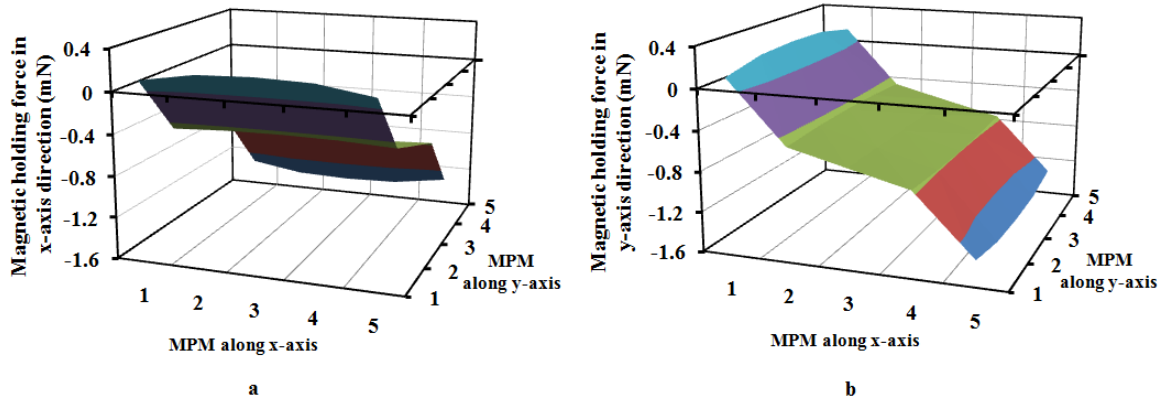 Magnetic holding force in
x-axis direction (mN)
0.4
0
-0.4
-0.8
-1.2
-1.6
1
2
3
4
5
MPM along x-axis
5
4
3
2
1
MPM
along y-axis
a
Magnetic holding force in
y-axis direction (mN)
0.4
0
-0.4
-0.8
-1.2
-1.6
1
2
3
4
5
MPM along x-axis
5
4
3
2
1
MPM
along y-axis
b